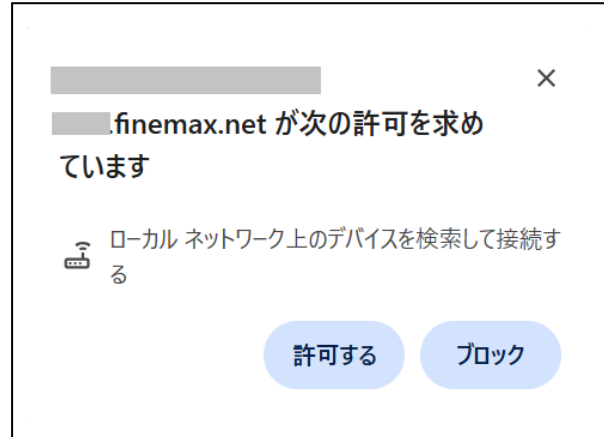 .finemax.net が次の許可を求め
ています
ローカル ネットワーク上のデバイスを検索して接続す
る
許可する ブロック